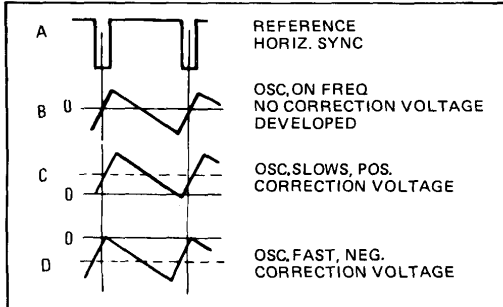 A
REFERENCE
HORIZ. SYNC
B
0
OSC, ON FREQ
NO CORRECTION VOLTAGE
DEVELOPED
C
0
OSC, SLOWS, POS.
CORRECTION VOLTAGE
0
D
OSC, FAST, NEG.
CORRECTION VOLTAGE